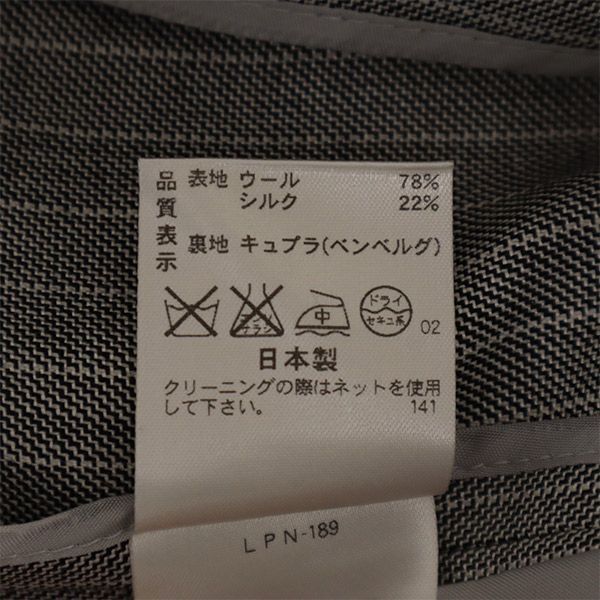 品質表示
表地 ウール 78%
シルク 22%
裏地 キュプラ(ベンベルグ)
中
ドライ
セキユ系
02
日本製
クリーニングの際はネットを使用
して下さい。 141
LPN-189